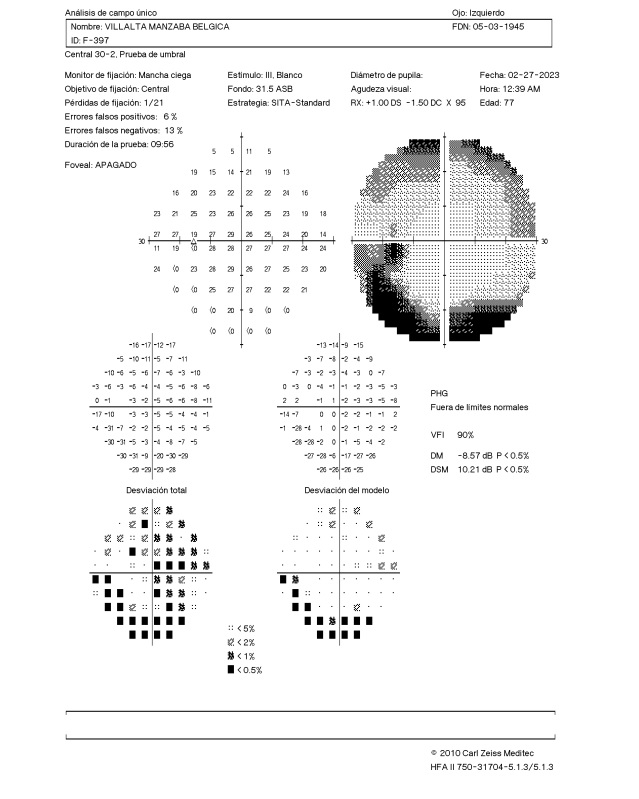 Análisis de campo único Ojo: Izquierdo
Nombre: VILLALTA MANZABA BELGICA FDN: 05-03-1945
ID: F-397
Central 30-2, Prueba de umbral
Monitor de fijación: Mancha ciega Estímulo: III, Blanco Diámetro de pupila: Fecha: 02-27-2023
Objetivo de fijación: Central Fondo: 31.5 ASB Agudeza visual: Hora: 12:39 AM
Pérdidas de fijación: 1/21 Estrategia: SITA-Standard RX: +1.00 DS -1.50 DC X 95 Edad: 77
Errores falsos positivos: 6 %
Errores falsos negativos: 13 %
Duración de la prueba: 09:56
Foveal: APAGADO
5 5 11 5
19 15 14 21 19 13
16 20 23 22 22 22 24 16
23 21 25 23 26 26 25 23 19 18
27 27 19 27 29 26 25 24 20 14
30 30
11 19 <0 28 28 27 27 27 24 24
24 <0 23 28 29 26 27 25 23 20
<0 <0 25 27 27 22 22 21
<0 <0 20 9 <0 <0
<0 <0 <0 <0
-16 -17 -12 -17 -13 -14 -9 -15
-5 -10 -11 -5 -7 -11 -3 -7 -8 -2 -4 -9
-10 -6 -5 -6 -7 -6 -3 -10 -7 -3 -2 -3 -4 -3 0 -7
-3 -6 -3 -6 -4 -4 -5 -6 -8 -6 0 -3 0 -4 -1 -1 -2 -3 -5 -3
0 -1 -3 -2 -5 -6 -6 -8 -11 2 2 -1 1 -2 -3 -3 -5 -8
-17 -10 -3 -3 -5 -4 -4 -5 -2 -14 -7 0 0 -2 -2 -1 -1 2
-4 -31 -7 -2 -2 -5 -4 -5 -5 -4 -1 -28 -4 1 0 -2 -1 -2 -2 -2
-30 -31 -5 -3 -4 -8 -7 -5 -28 -28 -2 0 -1 -5 -4 -2
-30 -31 -9 -20 -30 -29 -27 -28 -6 -17 -27 -26
-29 -29 -29 -28 -26 -26 -26 -25
PHG
Fuera de límites normales
VFI 90%
DM -8.57 dB P < 0.5%
DSM 10.21 dB P < 0.5%
Desviación total Desviación del modelo
< 5%
< 2%
< 1%
< 0.5%
© 2010 Carl Zeiss Meditec
HFA II 750-31704-5.1.3/5.1.3